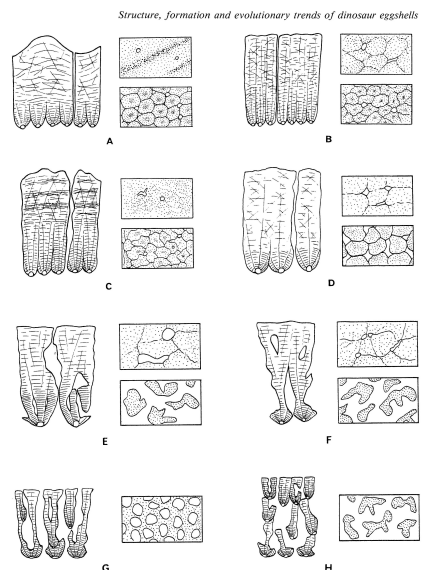 Structure, formation and evolutionary trends of dinosaur eggshells
A
B
C
D
E
F
G
H